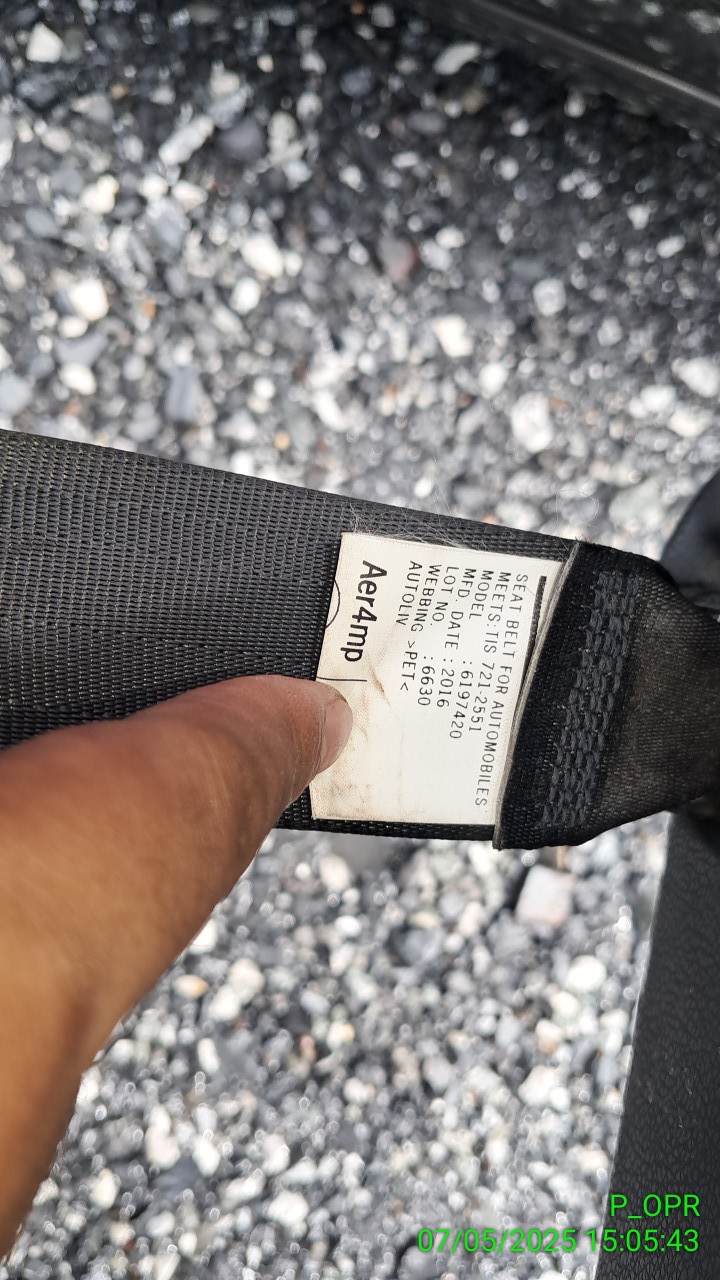 SEAT BELT FOR AUTOMOBILES
MEETS:TIS 721-2551
MODEL : 6197420
MFD. DATE : 2016
LOT NO : 6630
WEBBING >PET<
AUTOLIV
Aer4mp
P_OPR
07/05/2025 15:05:43